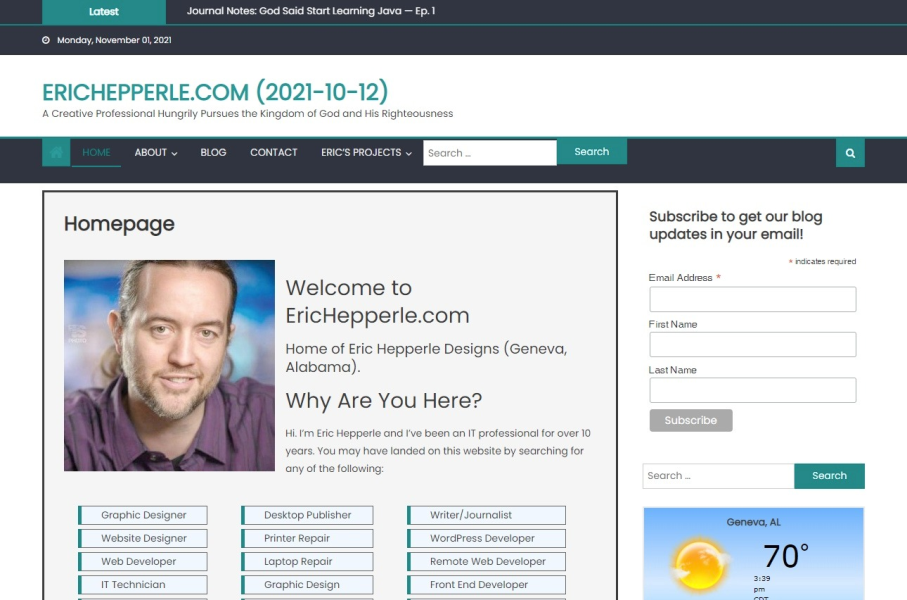 Latest
Journal Notes: God Said Start Learning Java — Ep. 1
Monday, November 01, 2021
ERICHEPPERLE.COM (2021-10-12)
A Creative Professional Hungrily Pursues the Kingdom of God and His Righteousness
HOME
ABOUT
BLOG
CONTACT
ERIC'S PROJECTS
Search …
Search
Homepage
Welcome to
EricHepperle.com
Home of Eric Hepperle Designs (Geneva,
Alabama).
Why Are You Here?
Hi. I'm Eric Hepperle and I've been an IT professional for over 10
years. You may have landed on this website by searching for
any of the following:
Graphic Designer
Desktop Publisher
Writer/Journalist
Website Designer
Printer Repair
WordPress Developer
Web Developer
Laptop Repair
Remote Web Developer
IT Technician
Graphic Design
Front End Developer
Subscribe to get our blog
updates in your email!
* indicates required
Email Address *
First Name
Last Name
Subscribe
Search …
Search
Geneva, AL
70°
3:39
pm
CDT